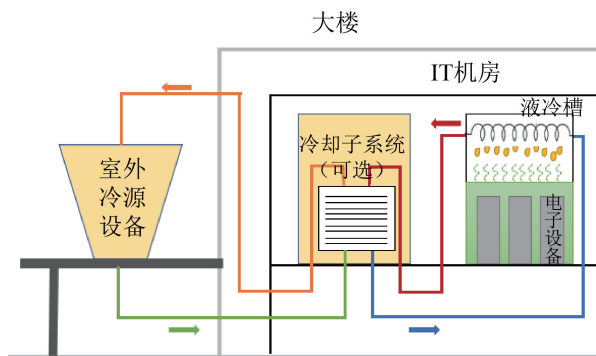 大楼
IT机房
液冷槽
冷却子系统
（可选）
室外
冷源
设备
电子设备